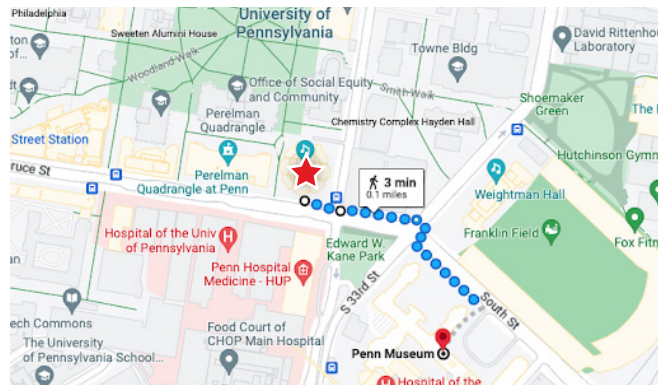 Philadelphia
University of
Pennsylvania
Sweeten Alumini House
Woodland Walk
Towne Bldg
David Rittenhou
Laboratory
Office of Social Equity
and Community
Smith Walk
Shoemaker
Green
Perelman
Quadrangle
Chemistry Complex Hayden Hall
The
Street Station
Hutchinson Gymn
ruce St
Perelman
Quadrangle at Penn
3 min
0.1 miles
Weightman Hall
Hospital of the Univ
of Pennsylvania
Edward W.
Kane Park
Franklin Field
Fox Fitn
Penn Hospital
Medicine - HUP
S 33rd St
South St
ech Commons
Food Court of
CHOP Main Hospital
The University
of Pennsylvania School...
Penn Museum
Hospital of the